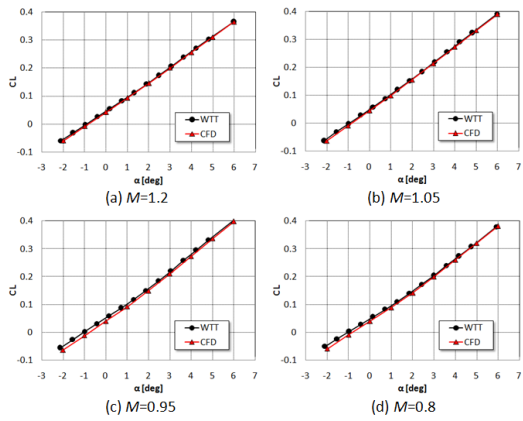 0.4
0.3
0.2
0.1
0
-0.1
CL
-3 -2 -1 0 1 2 3 4 5 6 7
α [deg]
WTT
CFD
(a) M=1.2
0.4
0.3
0.2
0.1
0
-0.1
CL
-3 -2 -1 0 1 2 3 4 5 6 7
α [deg]
WTT
CFD
(b) M=1.05
0.4
0.3
0.2
0.1
0
-0.1
CL
-3 -2 -1 0 1 2 3 4 5 6 7
α [deg]
WTT
CFD
(c) M=0.95
0.4
0.3
0.2
0.1
0
-0.1
CL
-3 -2 -1 0 1 2 3 4 5 6 7
α [deg]
WTT
CFD
(d) M=0.8